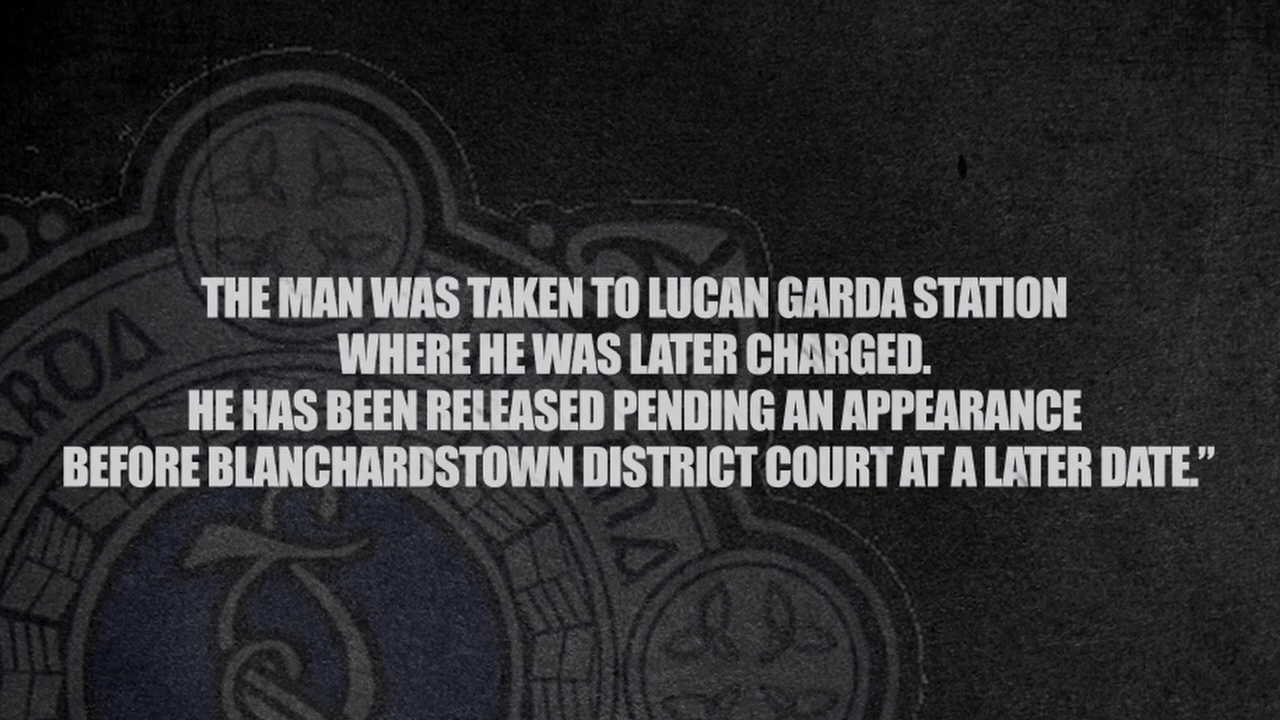 THE MAN WAS TAKEN TO LUCAN GARDA STATION
WHERE HE WAS LATER CHARGED.
HE HAS BEEN RELEASED PENDING AN APPEARANCE
BEFORE BLANCHARDSTOWN DISTRICT COURT AT A LATER DATE.”